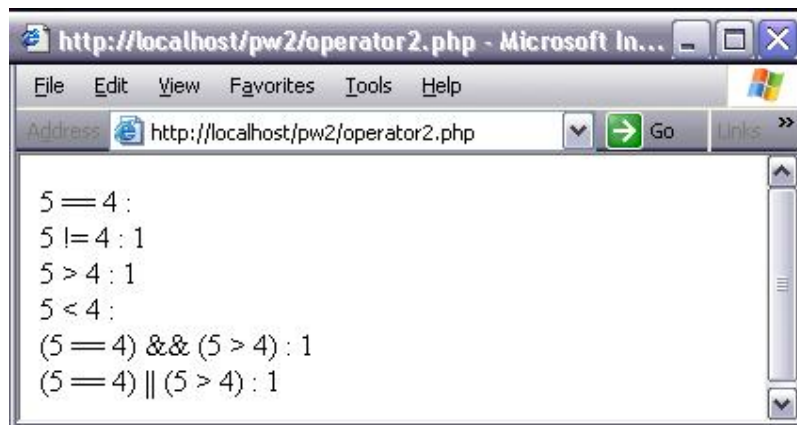 http://localhost/pw2/operator2.php - Microsoft In...
File Edit View Favorites Tools Help
Address http://localhost/pw2/operator2.php Go Links »
5 == 4 :
5 != 4 : 1
5 > 4 : 1
5 < 4 :
(5 == 4) && (5 > 4) : 1
(5 == 4) || (5 > 4) : 1